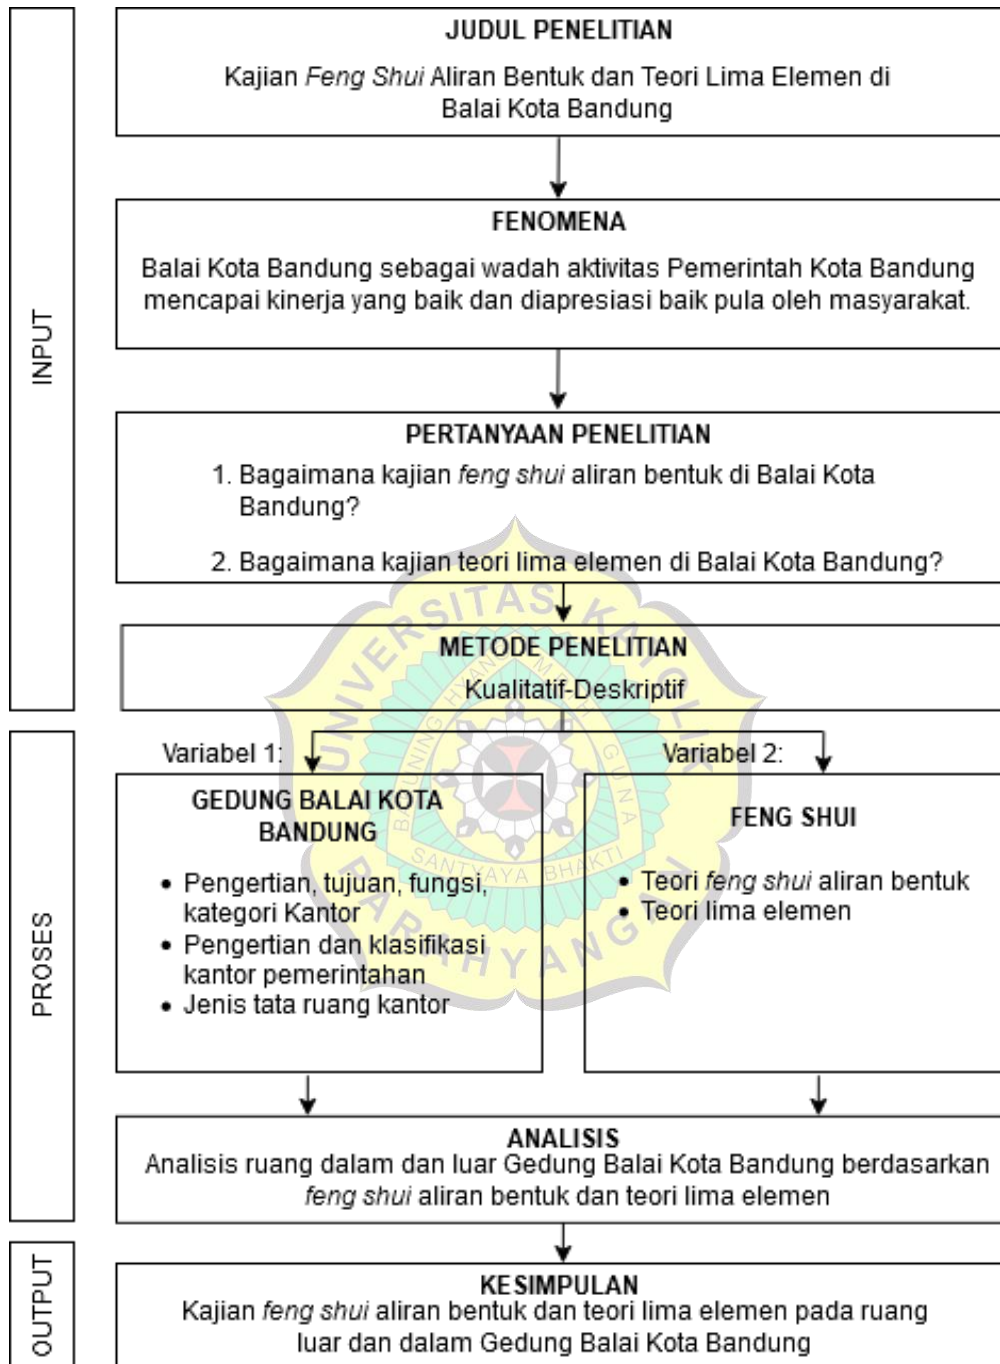 INPUT
JUDUL PENELITIAN
Kajian Feng Shui Aliran Bentuk dan Teori Lima Elemen di
Balai Kota Bandung
FENOMENA
Balai Kota Bandung sebagai wadah aktivitas Pemerintah Kota Bandung
mencapai kinerja yang baik dan diapresiasi baik pula oleh masyarakat.
PERTANYAAN PENELITIAN
1. Bagaimana kajian feng shui aliran bentuk di Balai Kota
Bandung?
2. Bagaimana kajian teori lima elemen di Balai Kota Bandung?
METODE PENELITIAN
Kualitatif-Deskriptif
PROSES
Variabel 1:
GEDUNG BALAI KOTA
BANDUNG
• Pengertian, tujuan, fungsi,
kategori Kantor
• Pengertian dan klasifikasi
kantor pemerintahan
• Jenis tata ruang kantor
Variabel 2:
FENG SHUI
• Teori feng shui aliran bentuk
• Teori lima elemen
ANALISIS
Analisis ruang dalam dan luar Gedung Balai Kota Bandung berdasarkan
feng shui aliran bentuk dan teori lima elemen
OUTPUT
KESIMPULAN
Kajian feng shui aliran bentuk dan teori lima elemen pada ruang
luar dan dalam Gedung Balai Kota Bandung
UNIVERSITAS KATOLIK
PARAHYANGAN
GUNA
SANTYAYA BHAKTI